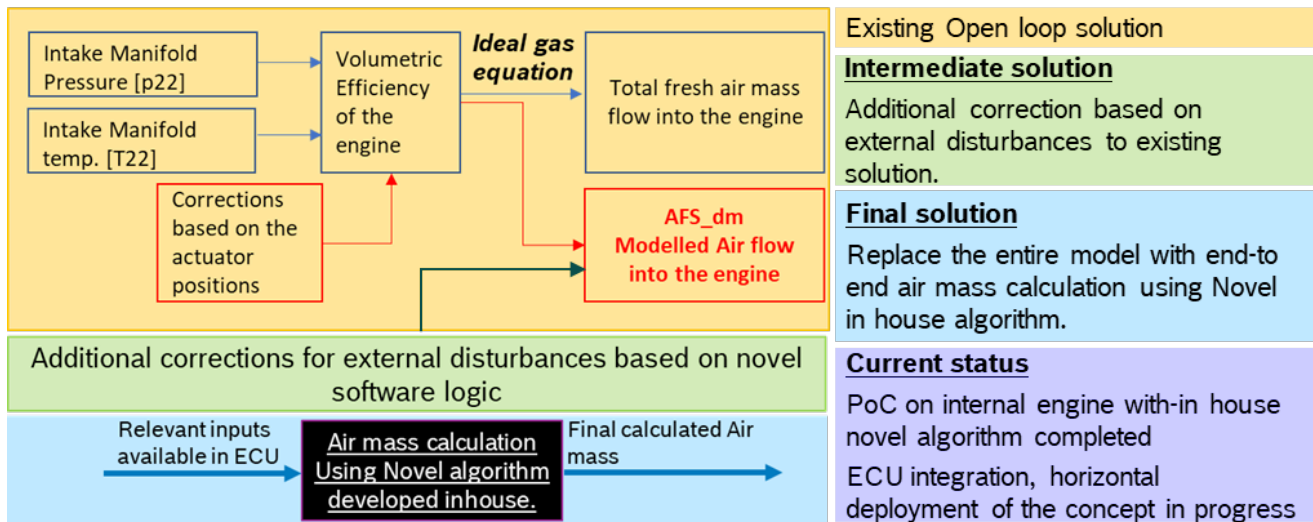 Intake Manifold
Pressure [p22]
Intake Manifold
temp. [T22]
Corrections
based on the
actuator
positions
Volumetric
Efficiency
of the
engine
Ideal gas
equation
Total fresh air mass
flow into the engine
AFS_dm
Modelled Air flow
into the engine
Additional corrections for external disturbances based on novel
software logic
Relevant inputs
available in ECU
Air mass calculation
Using Novel algorithm
developed inhouse.
Final calculated Air
mass
Existing Open loop solution
Intermediate solution
Additional correction based on
external disturbances to existing
solution.
Final solution
Replace the entire model with end-to
end air mass calculation using Novel
in house algorithm.
Current status
PoC on internal engine with-in house
novel algorithm completed
ECU integration, horizontal
deployment of the concept in progress